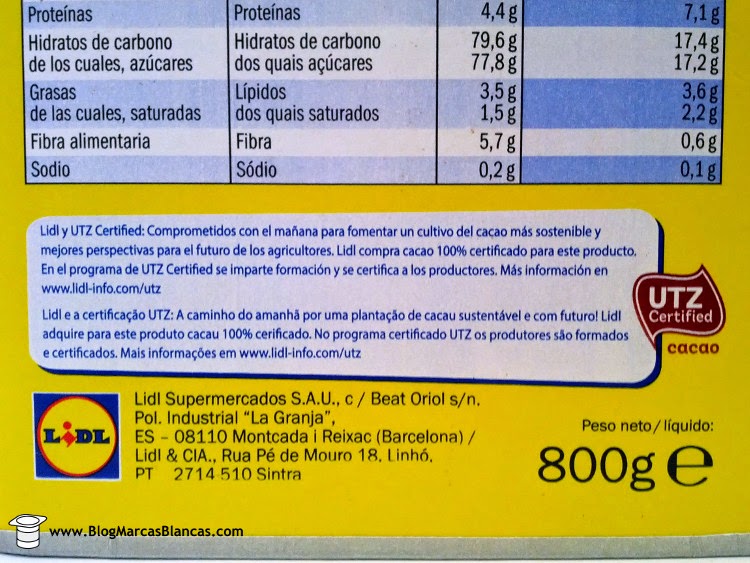 Proteínas Proteínas 4,4 g 7,1 g
Hidratos de carbono Hidratos de carbono 79,6 g 17,4 g
de los cuales, azúcares dos quais açúcares 77,8 g 17,2 g
Grasas Lípidos 3,5 g 3,6 g
de las cuales, saturadas dos quais saturados 1,5 g 2,2 g
Fibra alimentaria Fibra 5,7 g 0,6 g
Sodio Sódio 0,2 g 0,1 g
Lidl y UTZ Certified: Comprometidos con el mañana para fomentar un cultivo del cacao más sostenible y
mejores perspectivas para el futuro de los agricultores. Lidl compra cacao 100% certificado para este producto.
En el programa de UTZ Certified se imparte formación y se certifica a los productores. Más información en
www.lidl-info.com/utz
Lidl e a certificação UTZ: A caminho do amanhã por uma plantação de cacau sustentável e com futuro! Lidl
adquire para este produto cacau 100% cerificado. No programa certificado UTZ os produtores são formados
e certificados. Mais informações em www.lidl-info.com/utz
UTZ
Certified
cacao
LIDL
Lidl Supermercados S.A.U., c / Beat Oriol s/n.
Pol. Industrial "La Granja",
ES - 08110 Montcada i Reixac (Barcelona) /
Lidl & CIA., Rua Pé de Mouro 18, Linhó,
PT 2714-510 Sintra
Peso neto/líquido:
800g e
www.BlogMarcasBlancas.com